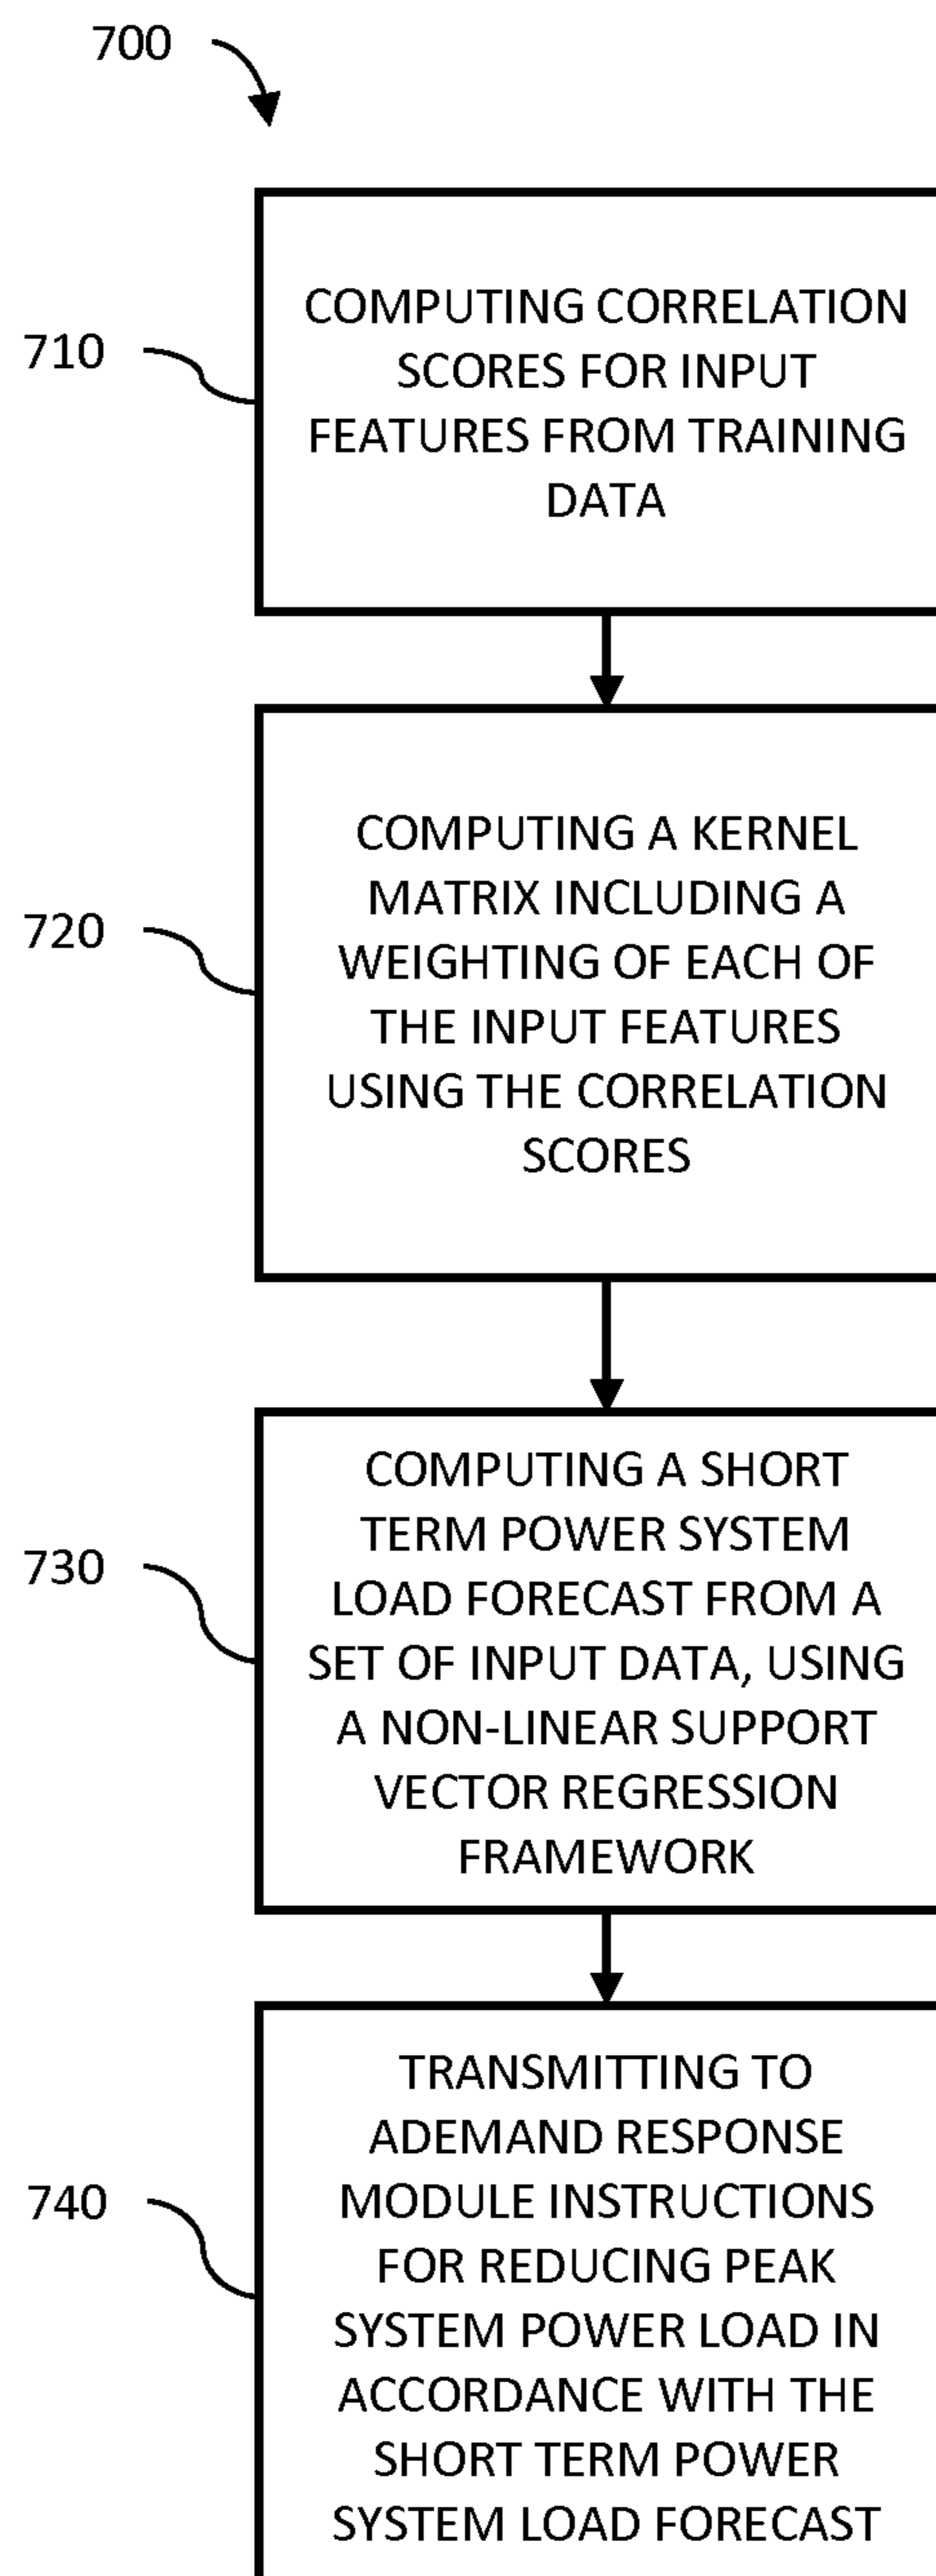 700
710
COMPUTING CORRELATION
SCORES FOR INPUT
FEATURES FROM TRAINING
DATA
720
COMPUTING A KERNEL
MATRIX INCLUDING A
WEIGHTING OF EACH OF
THE INPUT FEATURES
USING THE CORRELATION
SCORES
730
COMPUTING A SHORT
TERM POWER SYSTEM
LOAD FORECAST FROM A
SET OF INPUT DATA, USING
A NON-LINEAR SUPPORT
VECTOR REGRESSION
FRAMEWORK
740
TRANSMITTING TO
ADEMAND RESPONSE
MODULE INSTRUCTIONS
FOR REDUCING PEAK
SYSTEM POWER LOAD IN
ACCORDANCE WITH THE
SHORT TERM POWER
SYSTEM LOAD FORECAST